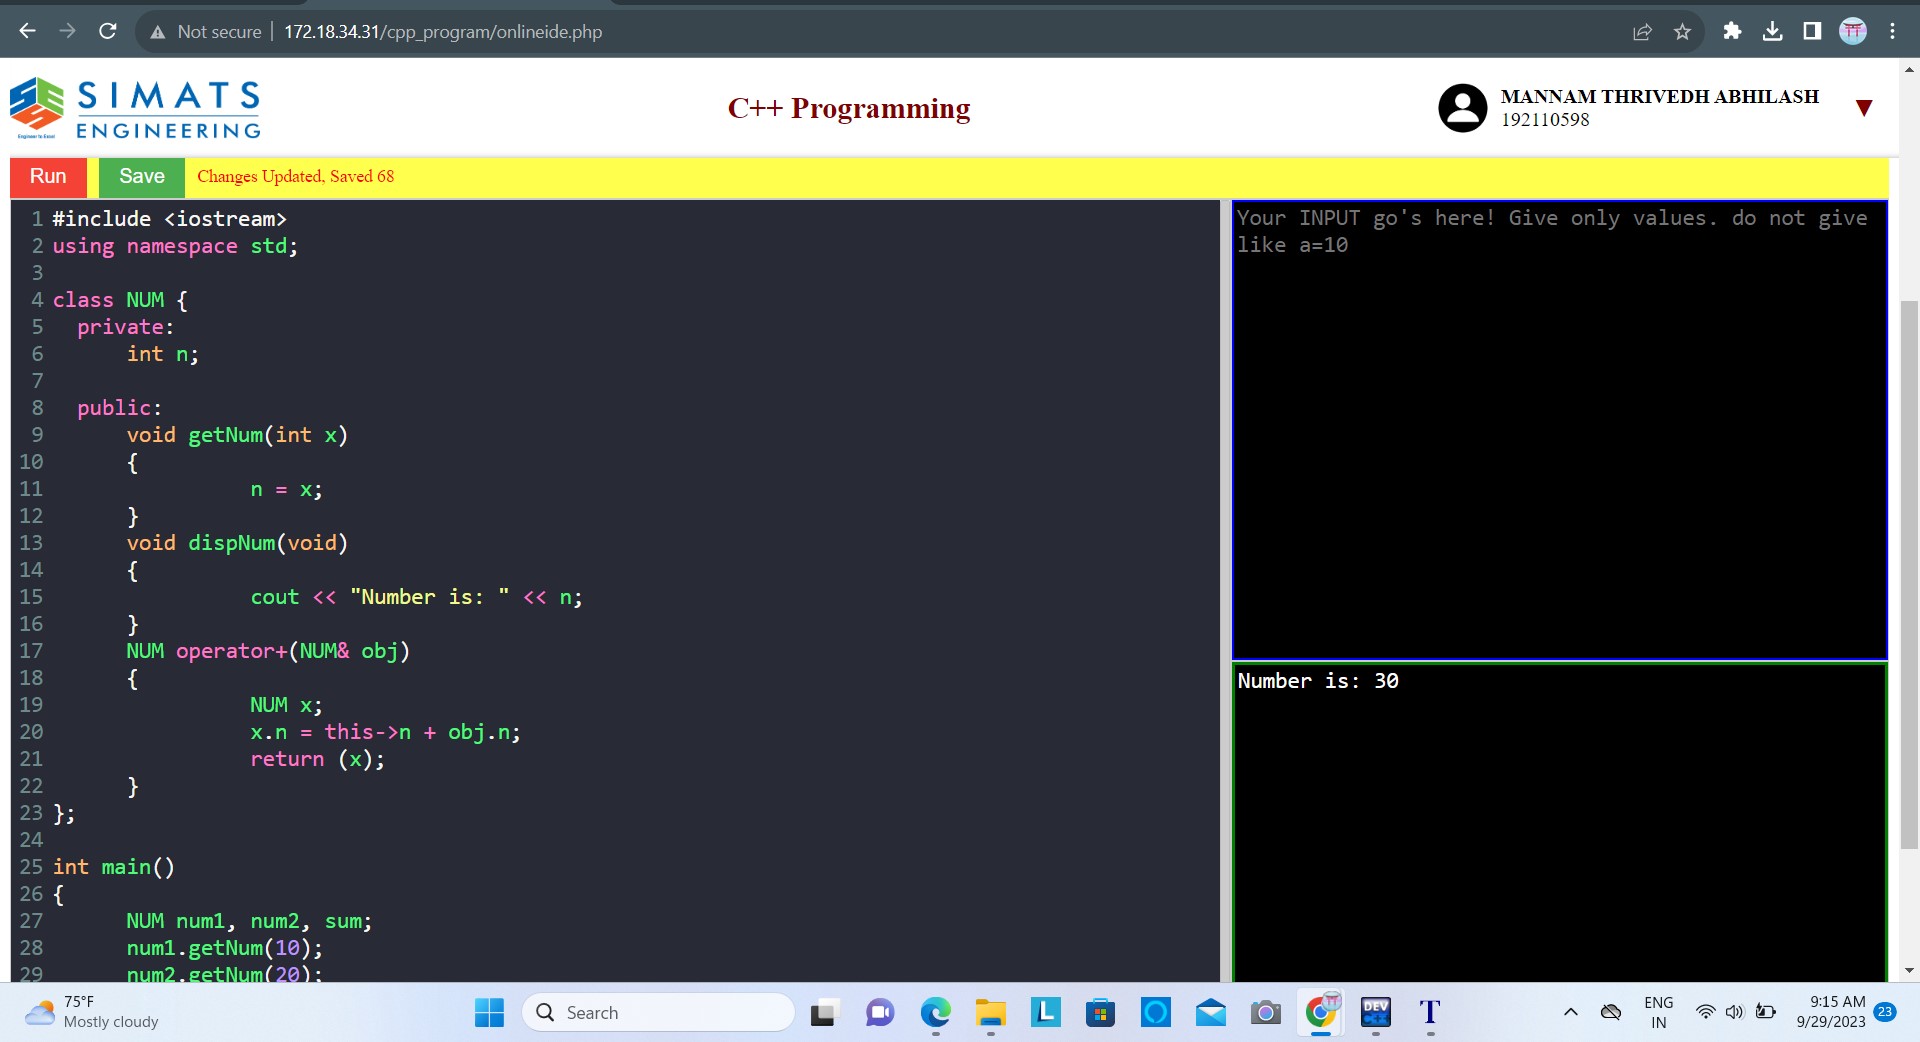 Not secure 172.18.34.31/cpp_program/onlineide.php
SIMATS
ENGINEERING
Engineer to Excel
C++ Programming
MANNAM THRIVEDH ABHILASH
192110598
▼
Run Save Changes Updated, Saved 68
1 #include <iostream>
2 using namespace std;
3
4 class NUM {
5 private:
6 int n;
7
8 public:
9 void getNum(int x)
10 {
11 n = x;
12 }
13 void dispNum(void)
14 {
15 cout << "Number is: " << n;
16 }
17 NUM operator+(NUM& obj)
18 {
19 NUM x;
20 x.n = this->n + obj.n;
21 return (x);
22 }
23 };
24
25 int main()
26 {
27 NUM num1, num2, sum;
28 num1.getNum(10);
29 num2.getNum(20);
Your INPUT go's here! Give only values. do not give
like a=10
Number is: 30
75°F
Mostly cloudy
Search
L
DEV
T
ENG
IN
9:15 AM
9/29/2023
23